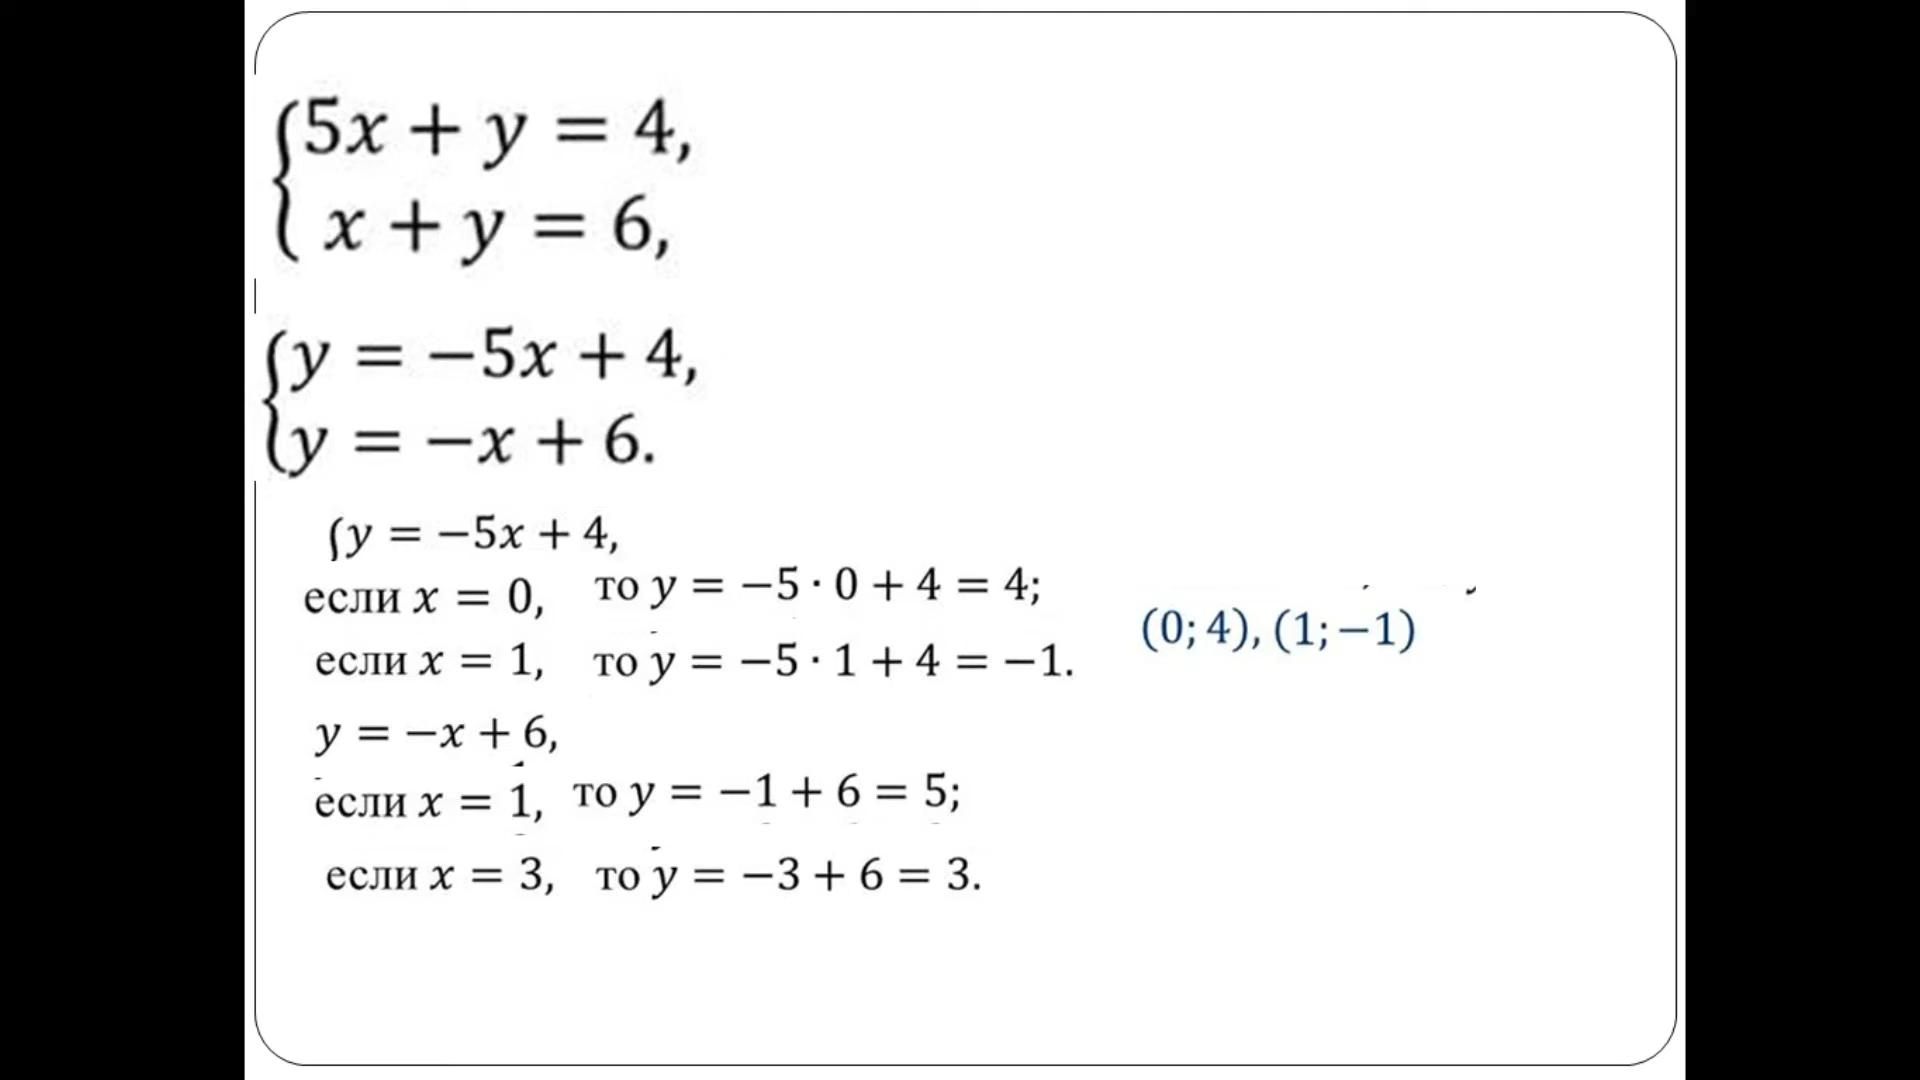 5x + y = 4,
x + y = 6,
y = −5x + 4,
y = −x + 6.
y = −5x + 4,
если x = 0, то y = −5 · 0 + 4 = 4;
(0; 4), (1; −1)
если x = 1, то y = −5 · 1 + 4 = −1.
y = −x + 6,
если x = 1, то y = −1 + 6 = 5;
если x = 3, то y = −3 + 6 = 3.